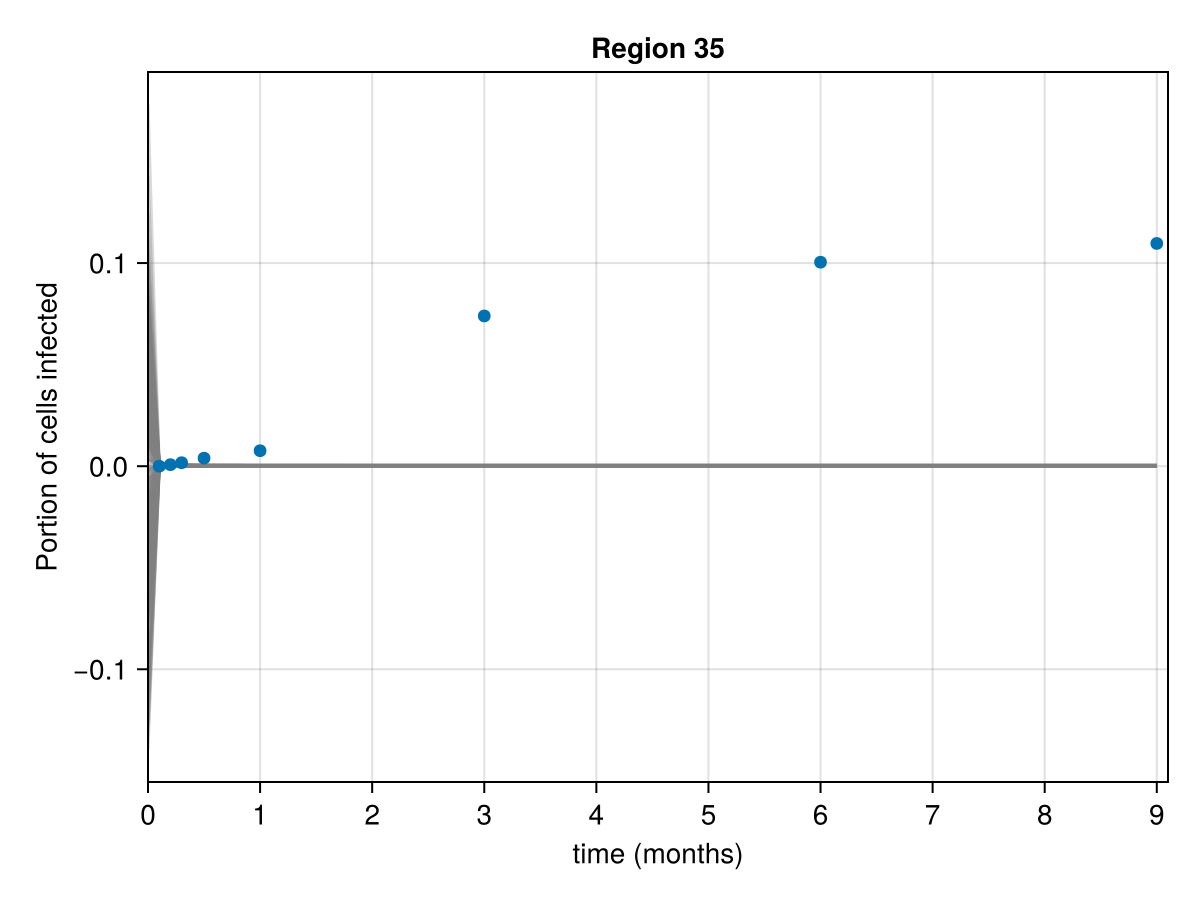 Region 35
Portion of cells infected
0.1
0.0
−0.1
0 1 2 3 4 5 6 7 8 9
time (months)